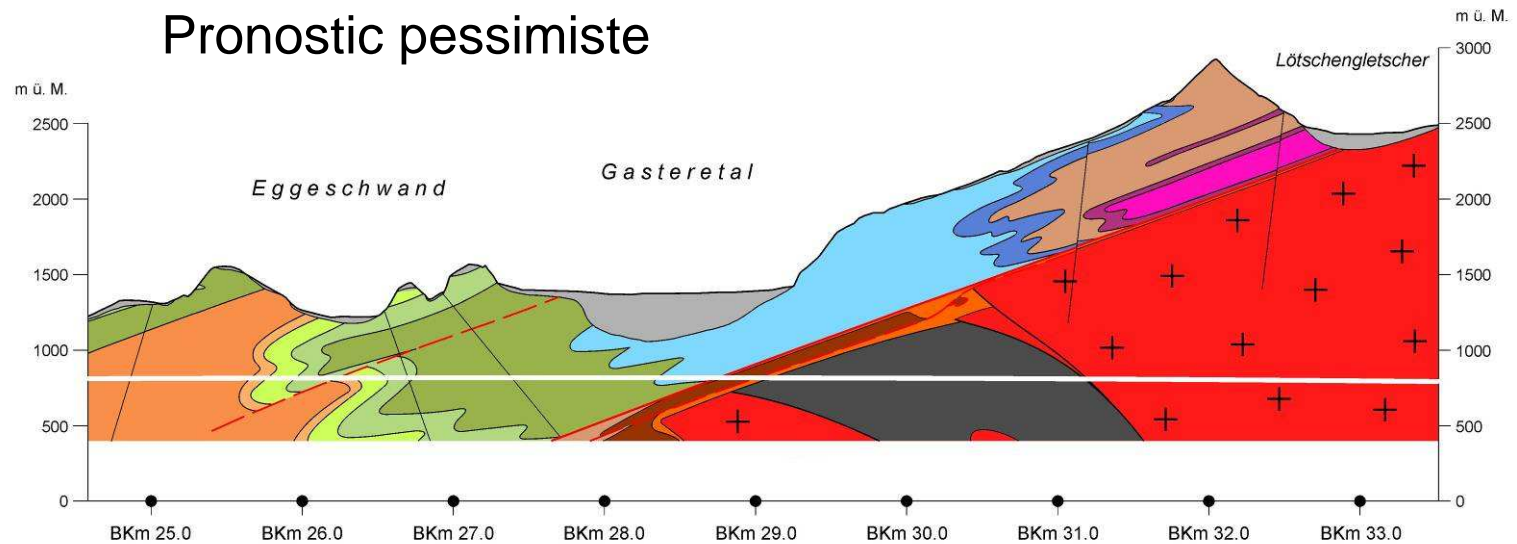 Pronostic pessimiste
m ü. M.
3000
Lötschengletscher
m ü. M.
2500
2500
Gasteretal
Eggeschwand
2000
2000
1500
1500
1000
1000
500
500
0
0
BKm 25.0 BKm 26.0 BKm 27.0 BKm 28.0 BKm 29.0 BKm 30.0 BKm 31.0 BKm 32.0 BKm 33.0